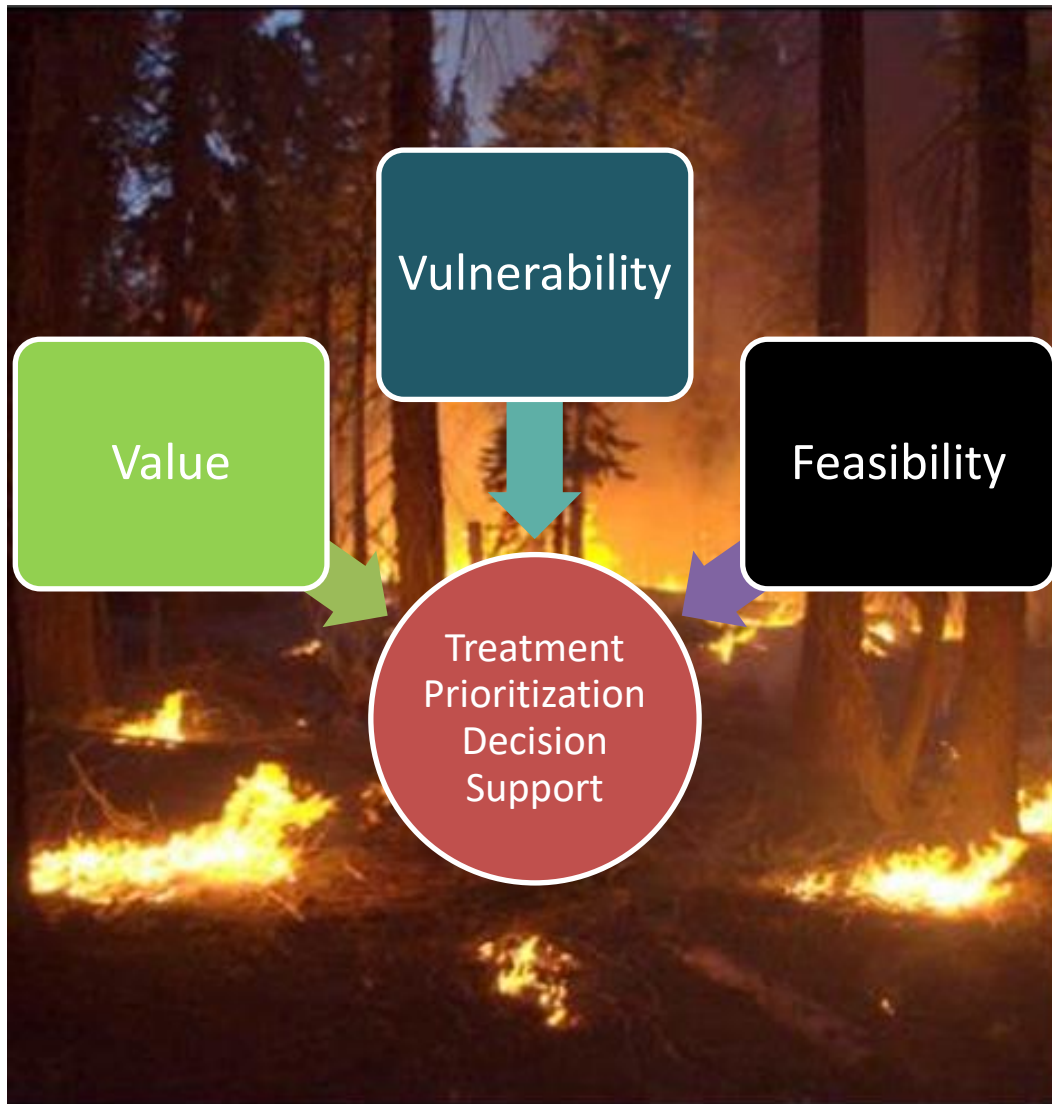 Vulnerability
Value
Feasibility
Treatment
Prioritization
Decision
Support